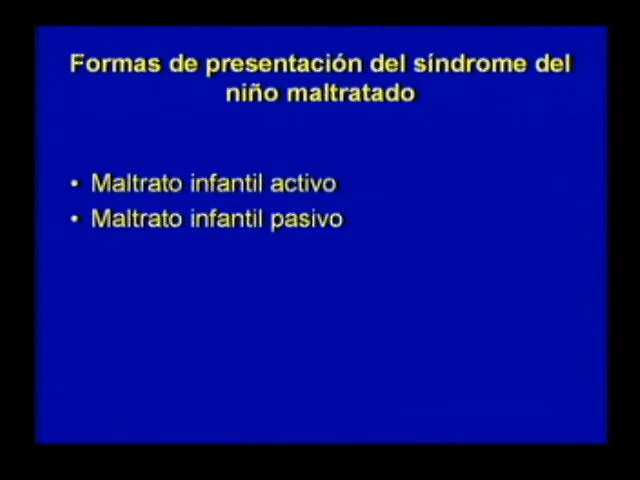 Formas de presentación del síndrome del
niño maltratado
• Maltrato infantil activo
• Maltrato infantil pasivo